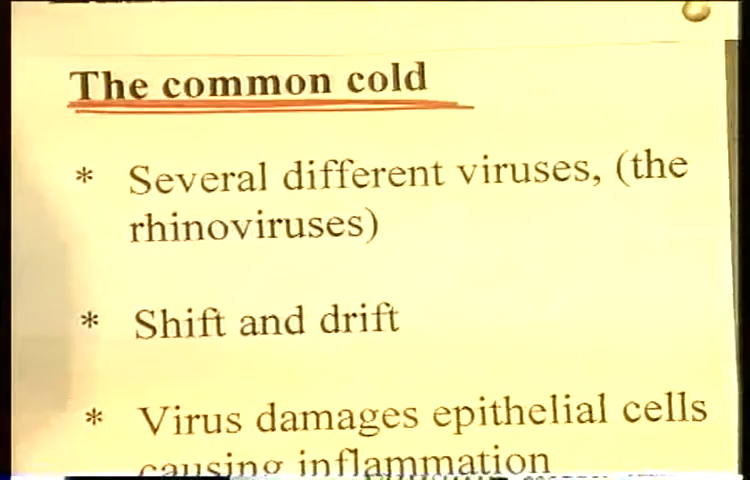 The common cold
* Several different viruses, (the
rhinoviruses)
* Shift and drift
* Virus damages epithelial cells
causing inflammation